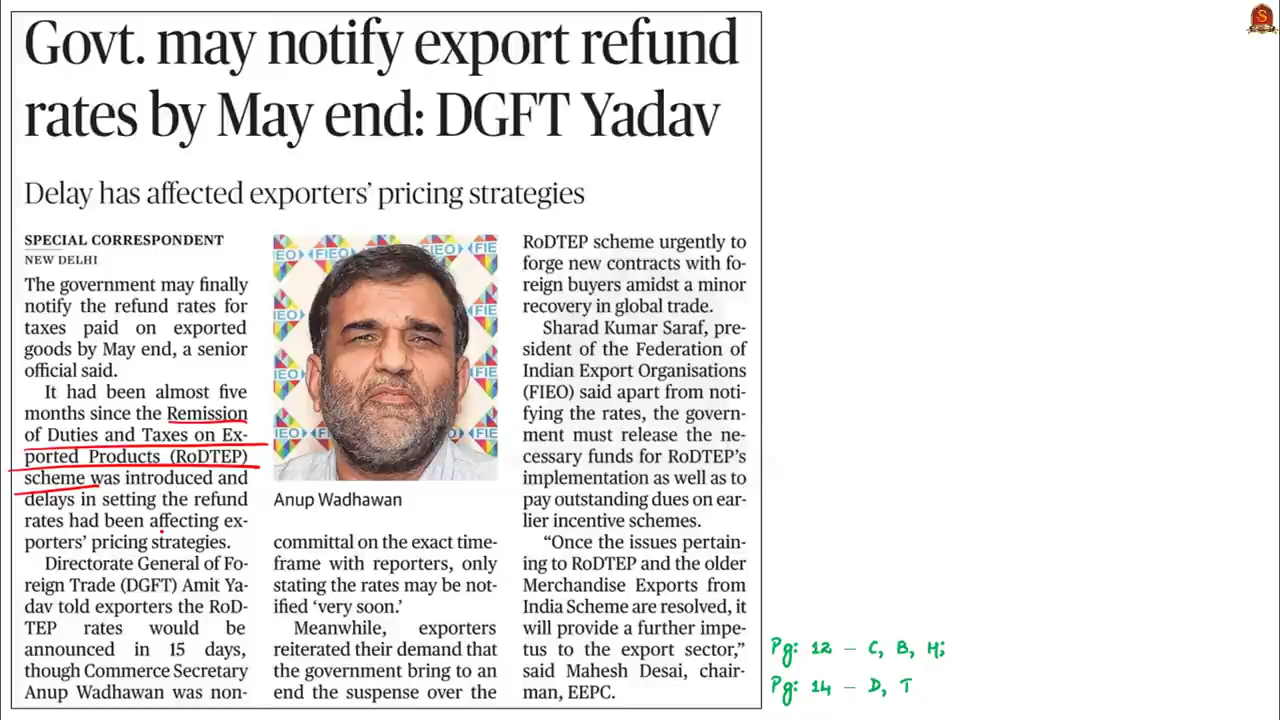 Govt. may notify export refund
rates by May end: DGFT Yadav
Delay has affected exporters’ pricing strategies
SPECIAL CORRESPONDENT
NEW DELHI
The government may finally
notify the refund rates for
taxes paid on exported
goods by May end, a senior
official said.
It had been almost five
months since the Remission
of Duties and Taxes on Ex-
ported Products (RoDTEP)
scheme was introduced and
delays in setting the refund
rates had been affecting ex-
porters’ pricing strategies.
Directorate General of Fo-
reign Trade (DGFT) Amit Ya-
dav told exporters the RoD-
TEP rates would be
announced in 15 days,
though Commerce Secretary
Anup Wadhawan was non-
IEO FIEO FIE
IEO
FIE
IEO
FIE
IEO FI
FIE
Anup Wadhawan
committal on the exact time-
frame with reporters, only
stating the rates may be not-
ified ‘very soon.’
Meanwhile, exporters
reiterated their demand that
the government bring to an
end the suspense over the
RoDTEP scheme urgently to
forge new contracts with fo-
reign buyers amidst a minor
recovery in global trade.
Sharad Kumar Saraf, pre-
sident of the Federation of
Indian Export Organisations
(FIEO) said apart from noti-
fying the rates, the govern-
ment must release the ne-
cessary funds for RoDTEP’s
implementation as well as to
pay outstanding dues on ear-
lier incentive schemes.
“Once the issues pertain-
ing to RoDTEP and the older
Merchandise Exports from
India Scheme are resolved, it
will provide a further impe-
tus to the export sector,”
said Mahesh Desai, chair-
man, EEPC.
Pg: 12 – C, B, H;
Pg: 14 – D, T
S